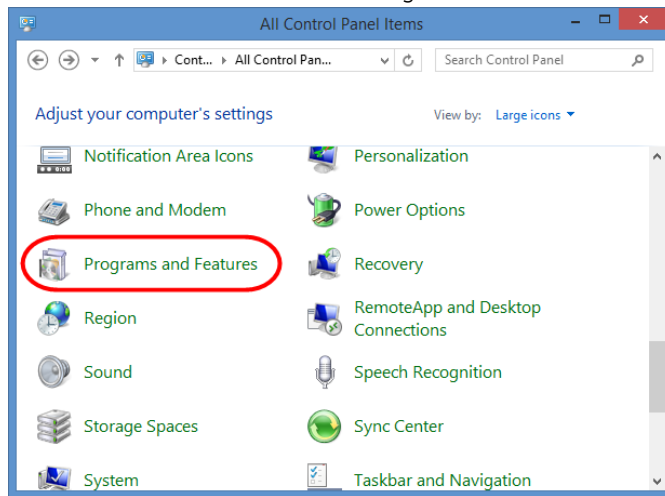 All Control Panel Items
Cont... All Control Pan...
Search Control Panel
Adjust your computer's settings
View by: Large icons
Notification Area Icons
Personalization
Phone and Modem
Power Options
Programs and Features
Recovery
Region
RemoteApp and Desktop
Connections
Sound
Speech Recognition
Storage Spaces
Sync Center
System
Taskbar and Navigation